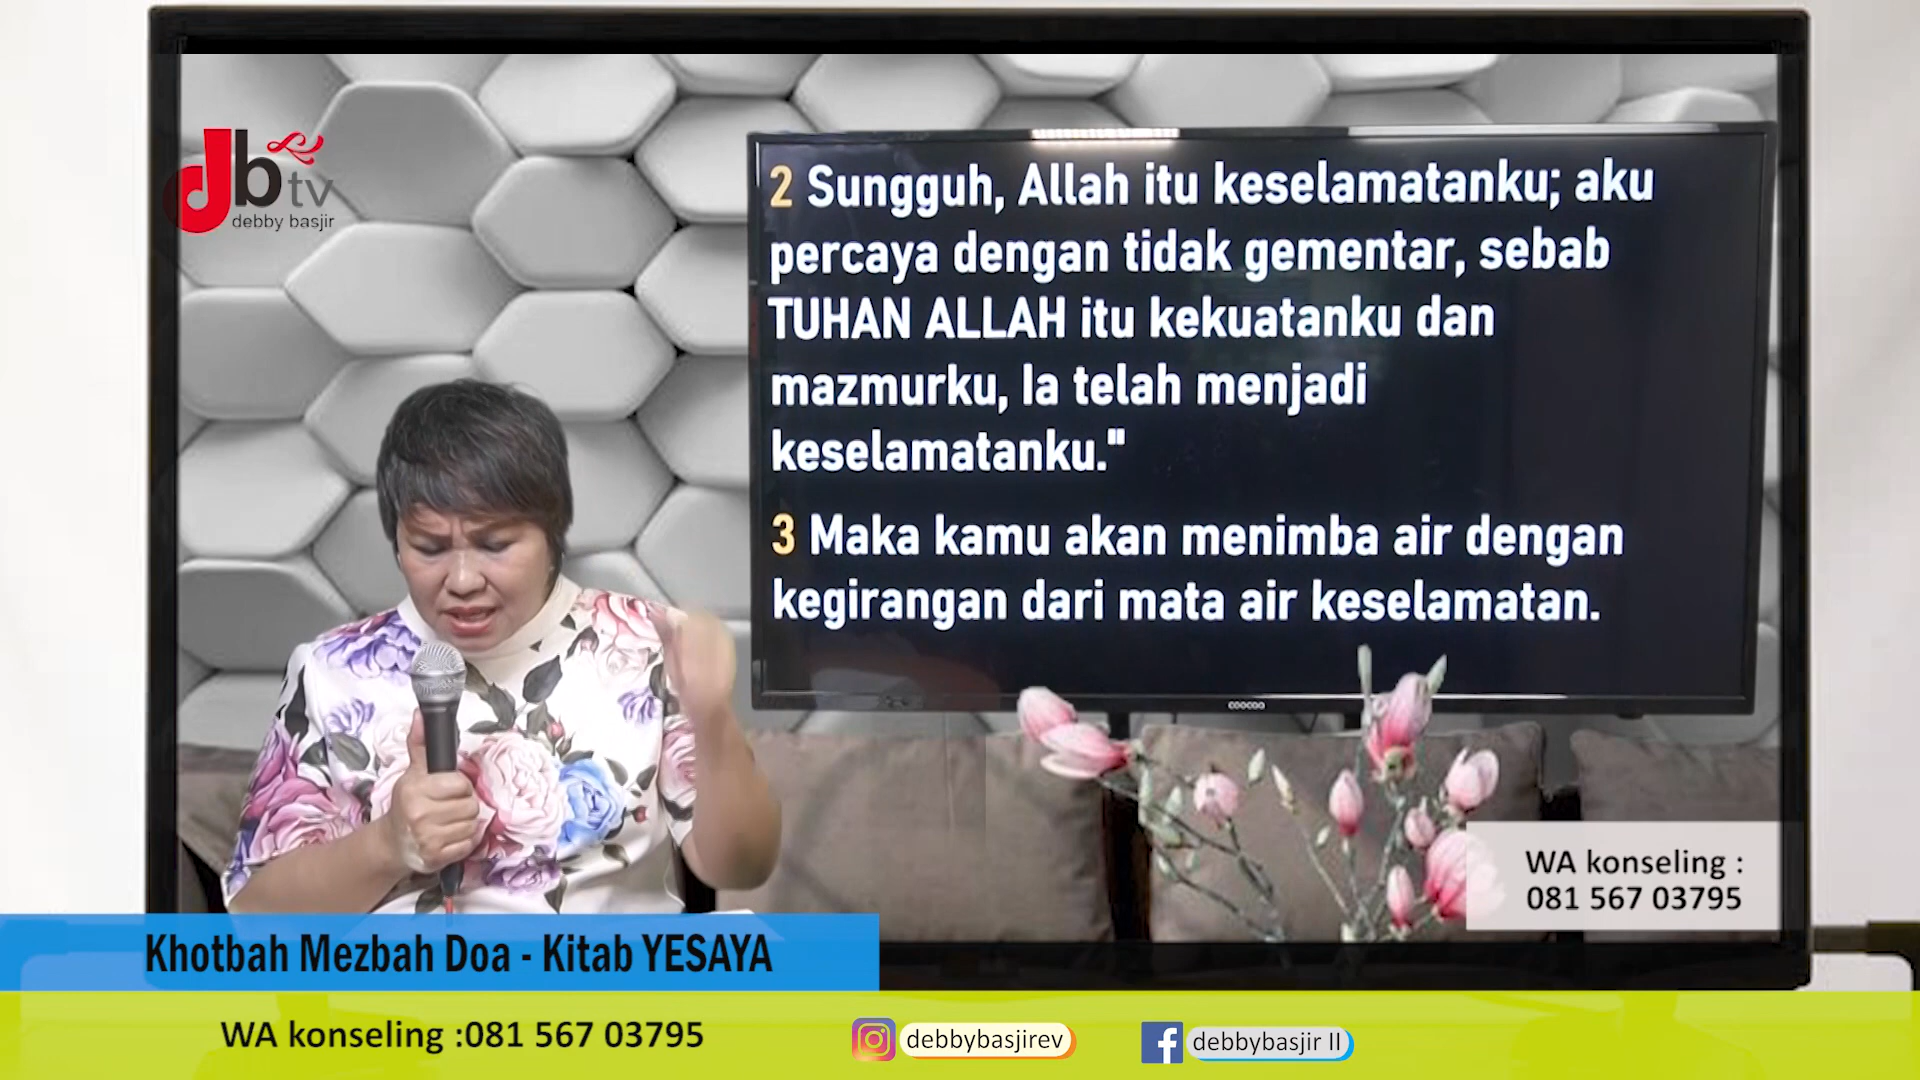 Jb tv
debby basjir
2 Sungguh, Allah itu keselamatanku; aku
percaya dengan tidak gementar, sebab
TUHAN ALLAH itu kekuatanku dan
mazmurku, Ia telah menjadi
keselamatanku."
3 Maka kamu akan menimba air dengan
kegirangan dari mata air keselamatan.
WA konseling :
081 567 03795
Khotbah Mezbah Doa - Kitab YESAYA
WA konseling :081 567 03795
debbybasjirev
debbybasjir II